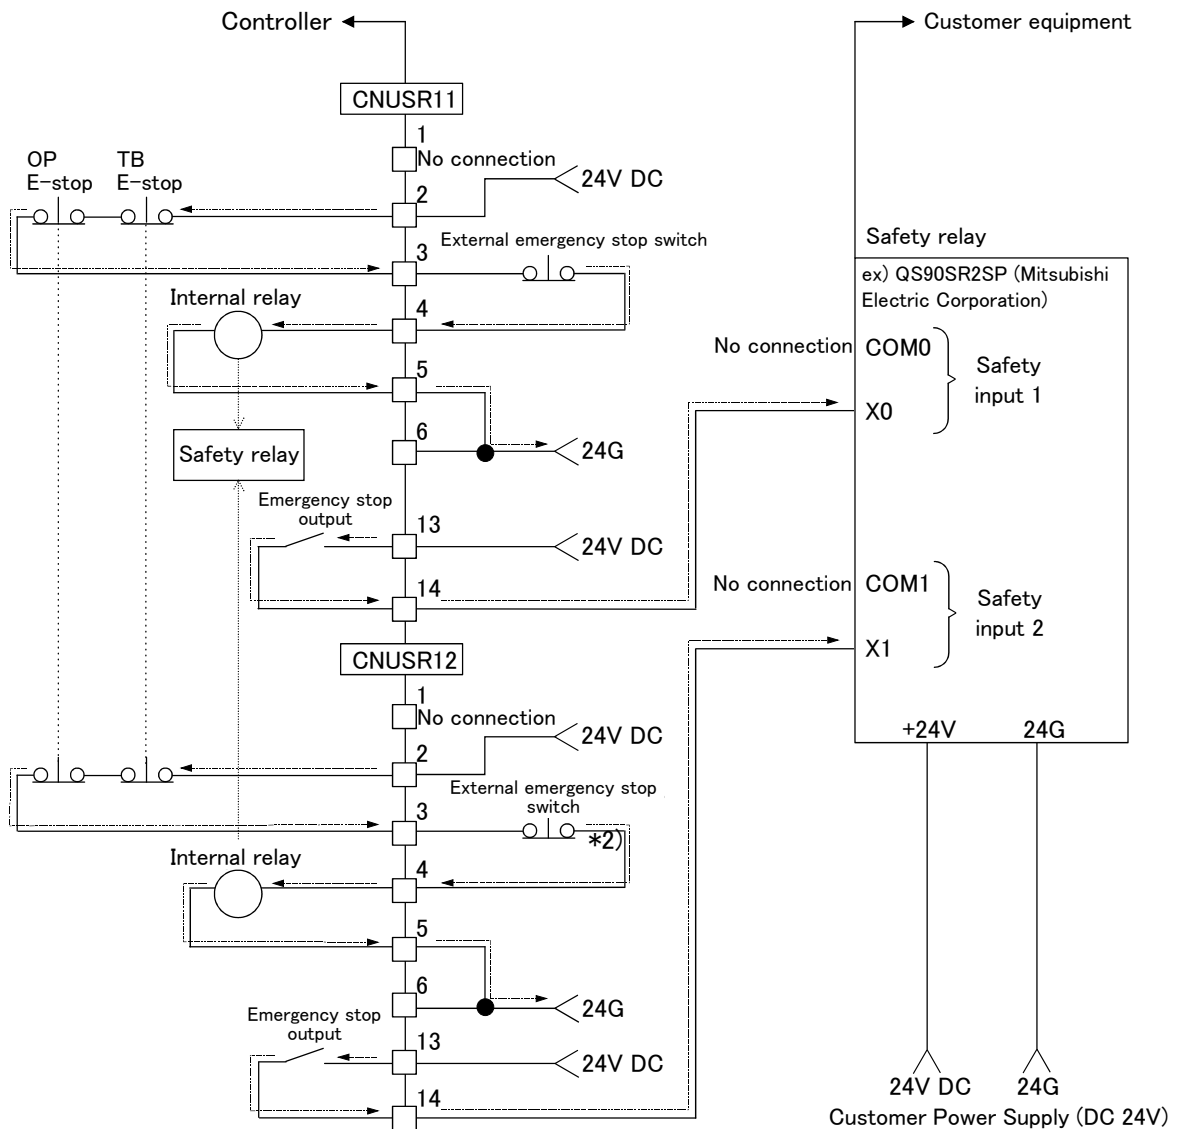 Controller
Customer equipment
CNUSR11
1
No connection
OP
E-stop
TB
E-stop
24V DC
2
External emergency stop switch
3
Internal relay
4
5
6
24G
Safety relay
Emergency stop
output
13
24V DC
14
Safety relay
ex) QS90SR2SP (Mitsubishi
Electric Corporation)
No connection
COM0
X0
Safety
input 1
No connection
COM1
X1
Safety
input 2
+24V
24G
24V DC
24G
Customer Power Supply (DC 24V)
CNUSR12
1
No connection
24V DC
2
External emergency stop
switch
*2)
3
Internal relay
4
5
6
24G
Emergency stop
output
13
24V DC
14